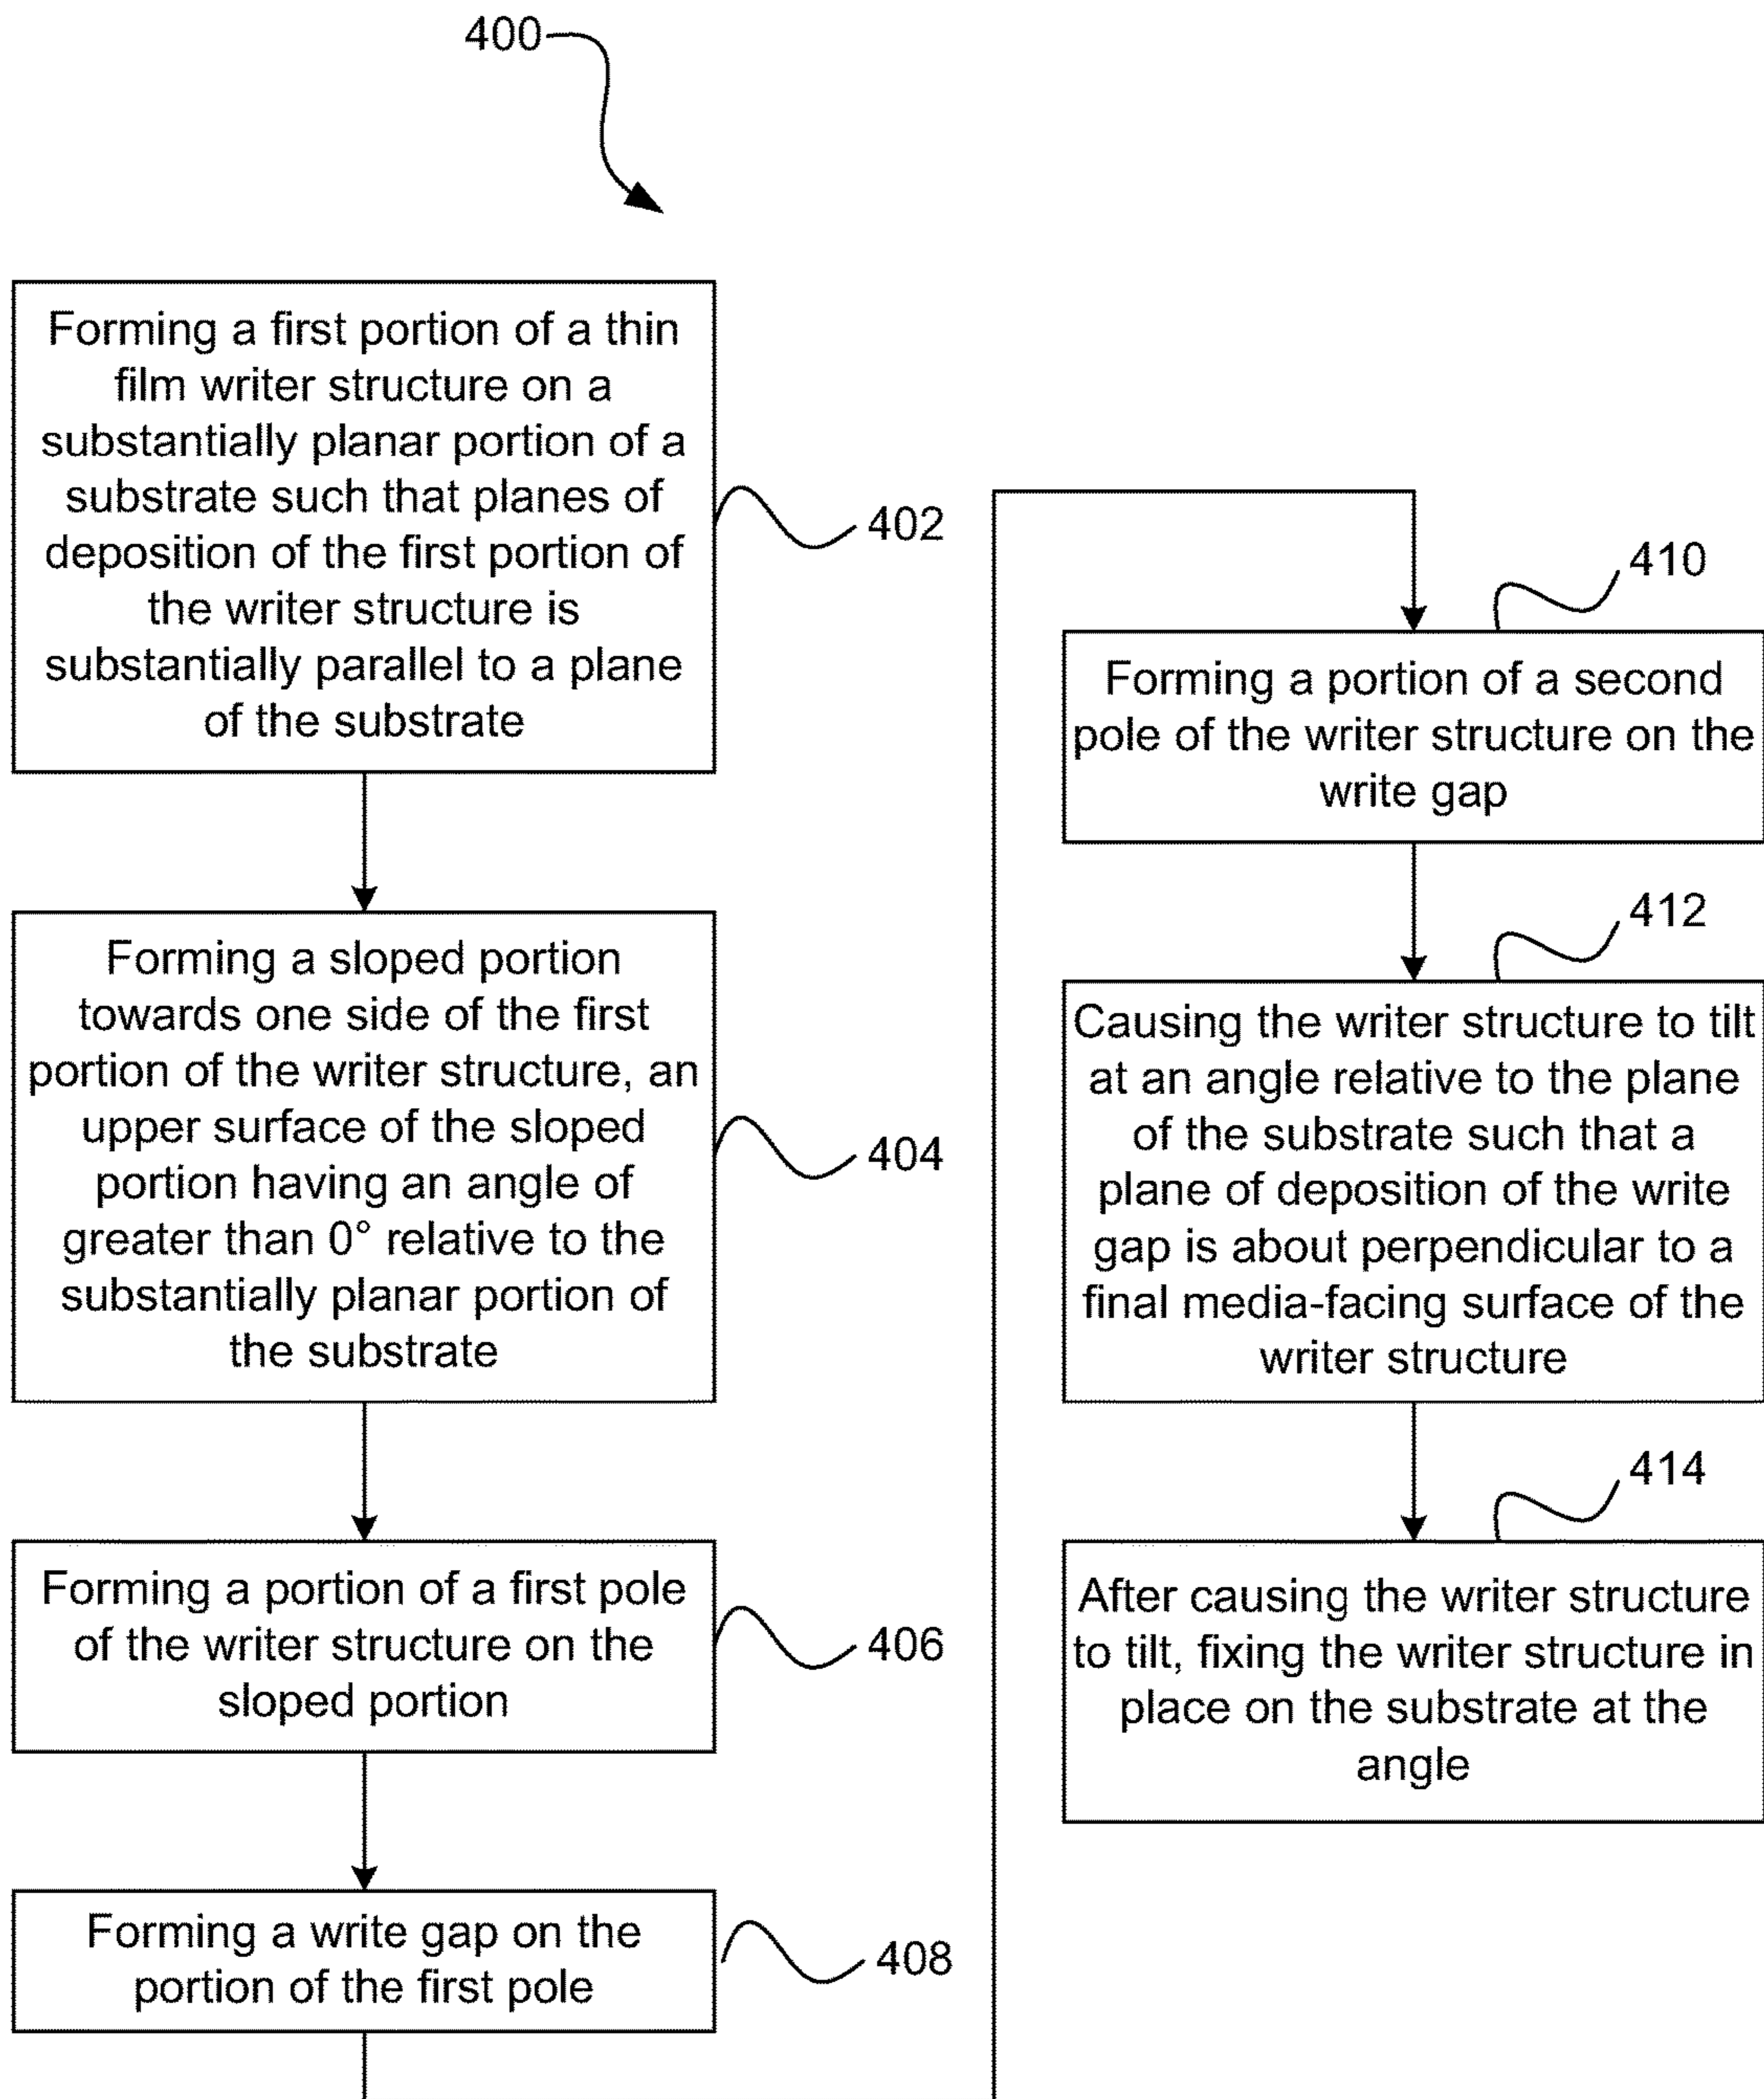 400
Forming a first portion of a thin
film writer structure on a
substantially planar portion of a
substrate such that planes of
deposition of the first portion of
the writer structure is
substantially parallel to a plane
of the substrate
402
Forming a sloped portion
towards one side of the first
portion of the writer structure, an
upper surface of the sloped
portion having an angle of
greater than 0° relative to the
substantially planar portion of
the substrate
404
Forming a portion of a first pole
of the writer structure on the
sloped portion
406
Forming a write gap on the
portion of the first pole
408
410
Forming a portion of a second
pole of the writer structure on the
write gap
412
Causing the writer structure to tilt
at an angle relative to the plane
of the substrate such that a
plane of deposition of the write
gap is about perpendicular to a
final media-facing surface of the
writer structure
414
After causing the writer structure
to tilt, fixing the writer structure in
place on the substrate at the
angle